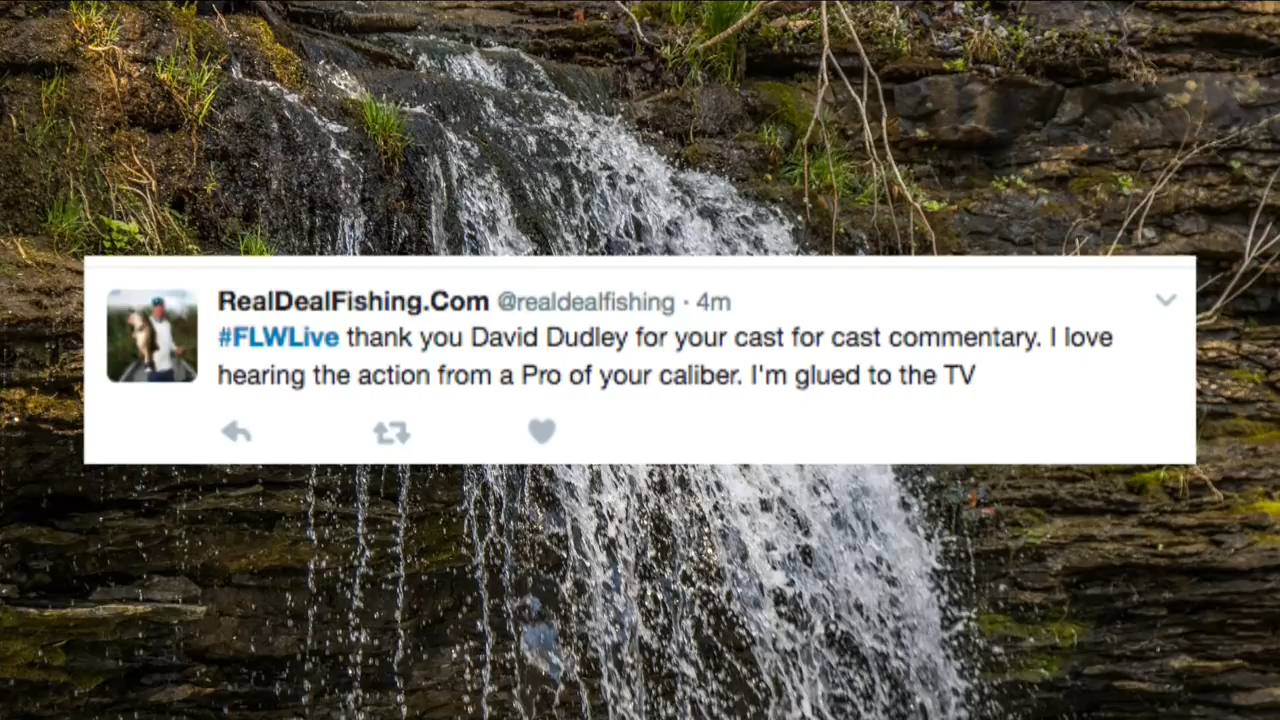 RealDealFishing.Com @realdealfishing · 4m
#FLWLive thank you David Dudley for your cast for cast commentary. I love
hearing the action from a Pro of your caliber. I'm glued to the TV